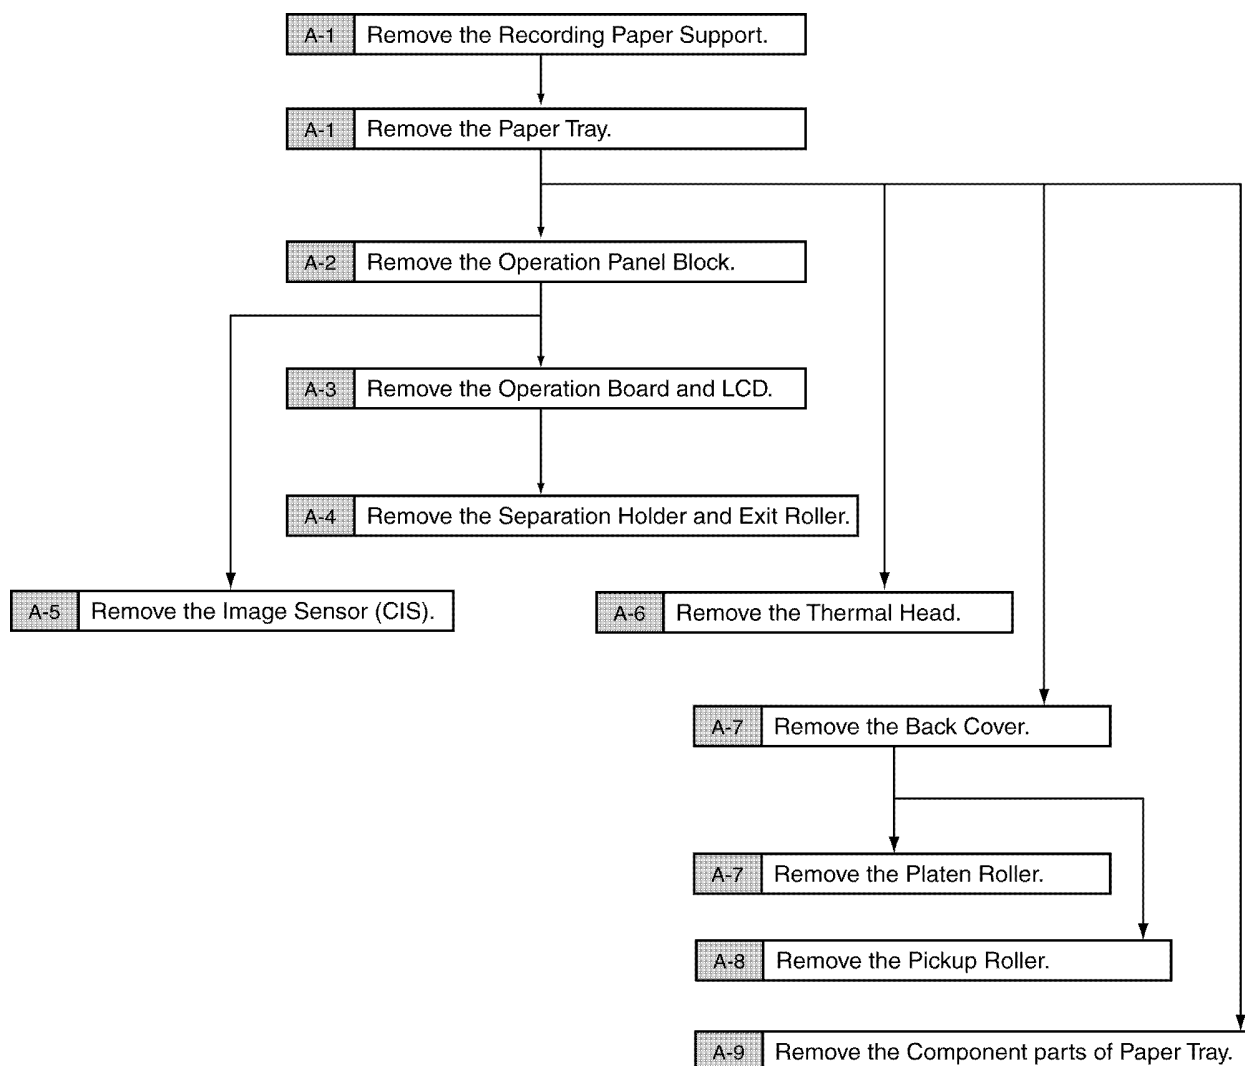 A-1 Remove the Recording Paper Support.
A-1 Remove the Paper Tray.
A-2 Remove the Operation Panel Block.
A-3 Remove the Operation Board and LCD.
A-4 Remove the Separation Holder and Exit Roller.
A-5 Remove the Image Sensor (CIS).
A-6 Remove the Thermal Head.
A-7 Remove the Back Cover.
A-7 Remove the Platen Roller.
A-8 Remove the Pickup Roller.
A-9 Remove the Component parts of Paper Tray.